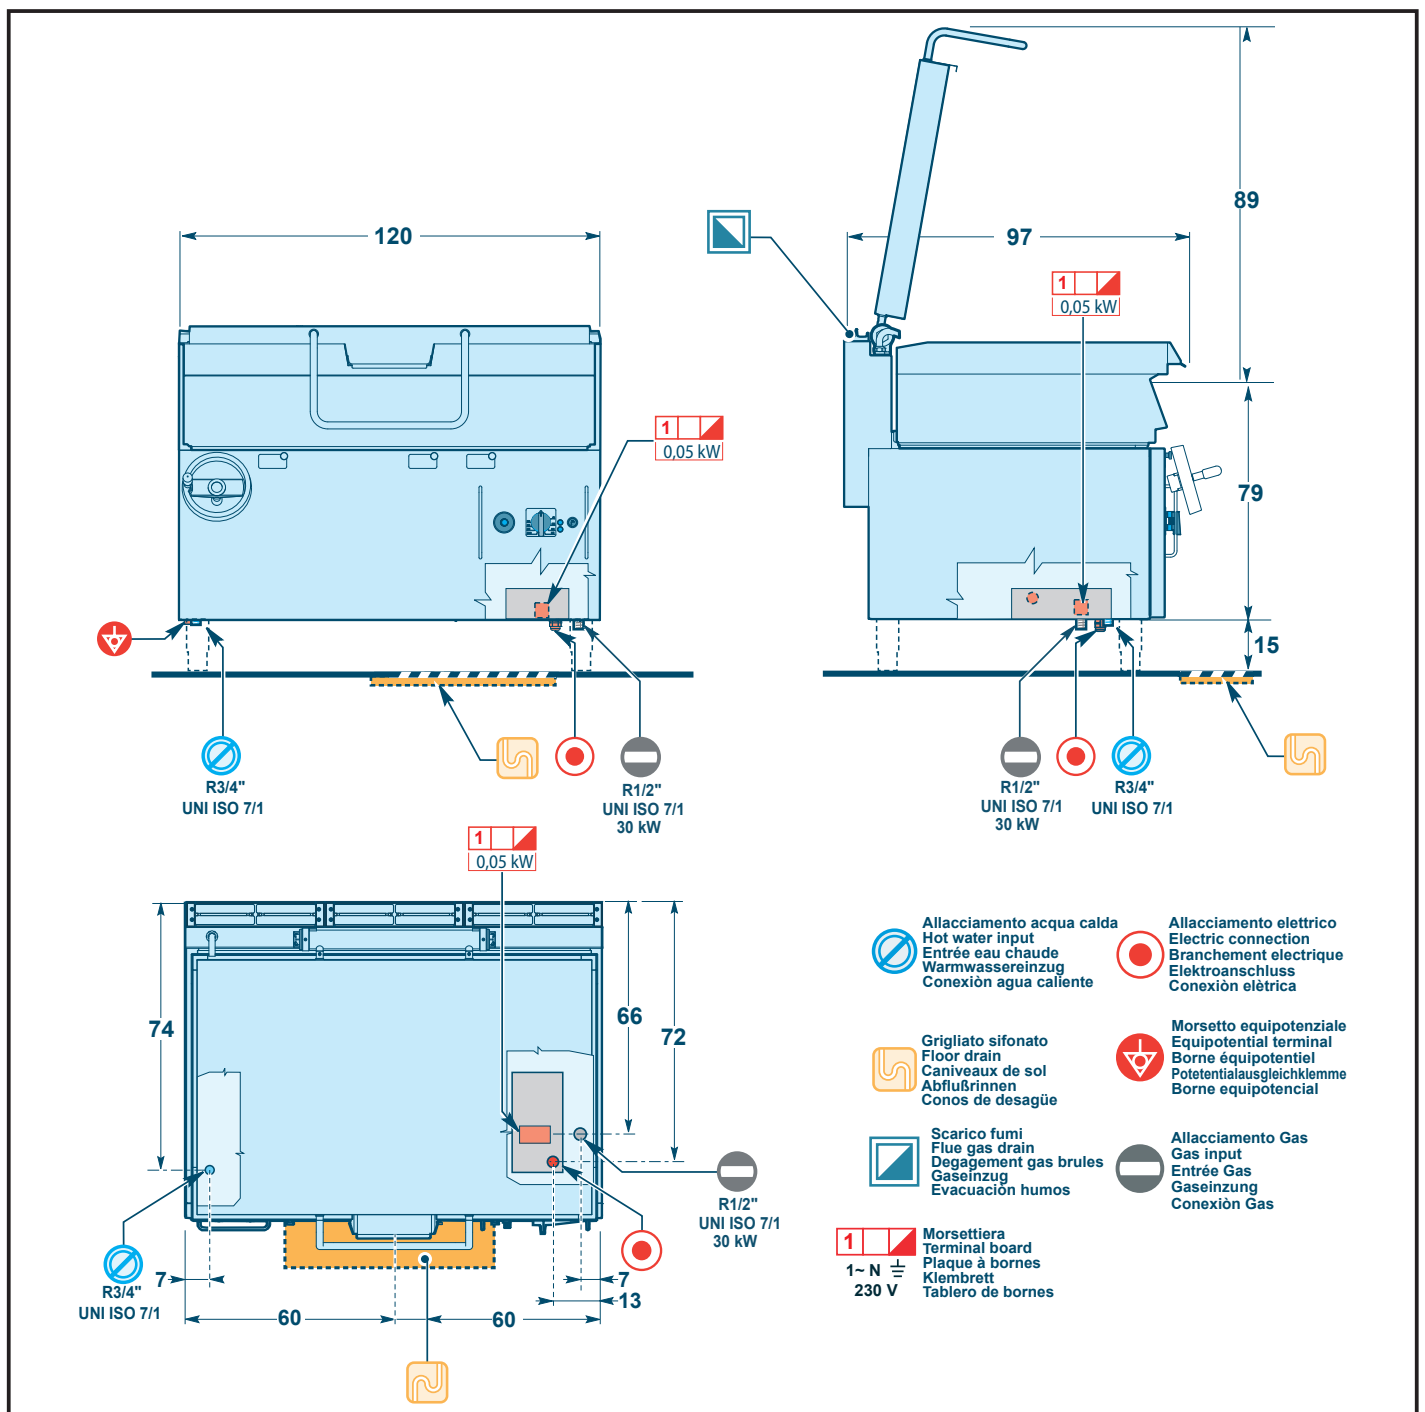 89
120
97
1
0,05 kW
1
0,05 kW
79
15
R3/4"
UNI ISO 7/1
R1/2"
UNI ISO 7/1
30 kW
R1/2"
UNI ISO 7/1
30 kW
R3/4"
UNI ISO 7/1
1
0,05 kW
74
66
72
R1/2"
UNI ISO 7/1
30 kW
R3/4"
UNI ISO 7/1
7
7
13
60
60
Allacciamento acqua calda
Hot water input
Entrée eau chaude
Warmwassereinzug
Conexiòn agua caliente
Allacciamento elettrico
Electric connection
Branchement electrique
Elektroanschluss
Conexiòn elètrica
Grigliato sifonato
Floor drain
Caniveaux de sol
Abflußrinnen
Conos de desagüe
Morsetto equipotenziale
Equipotential terminal
Borne équipotentiel
Potetentialausgleichklemme
Borne equipotencial
Scarico fumi
Flue gas drain
Degagement gas brules
Gaseinzug
Evacuación humos
Allacciamento Gas
Gas input
Entrée Gas
Gaseinzung
Conexiòn Gas
1
1~ N
230 V
Morsettiera
Terminal board
Plaque à bornes
Klembrett
Tablero de bornes